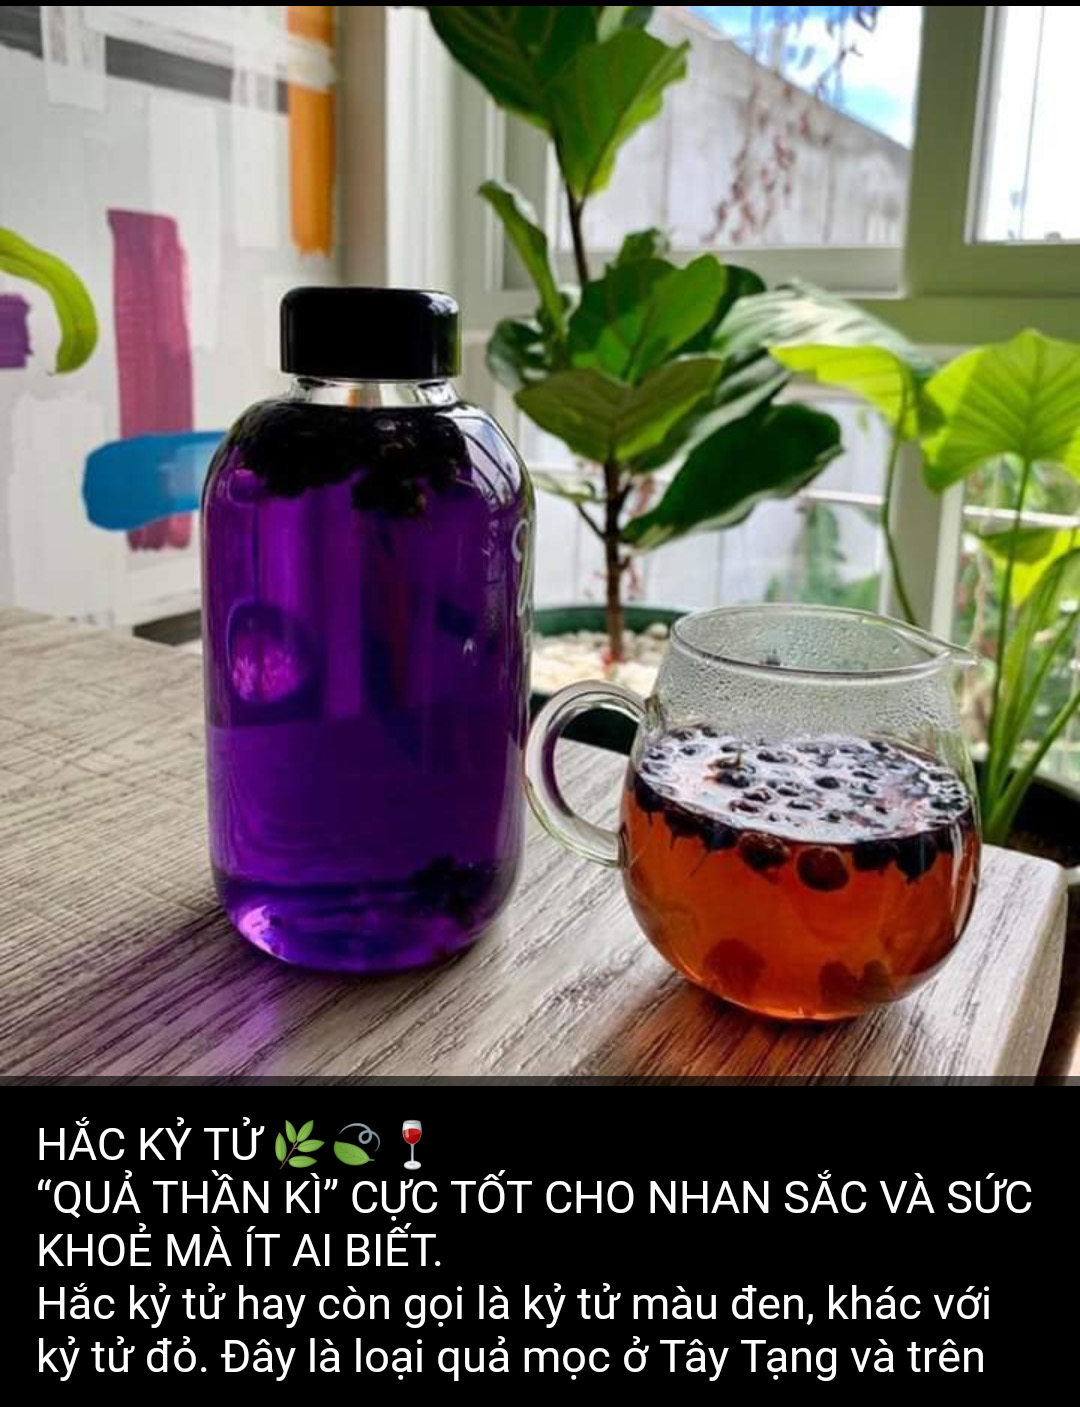 HẮC KỶ TỬ 🌿🍃🍷
“QUẢ THẦN KÌ” CỰC TỐT CHO NHAN SẮC VÀ SỨC
KHOẺ MÀ ÍT AI BIẾT.
Hắc kỷ tử hay còn gọi là kỷ tử màu đen, khác với
kỷ tử đỏ. Đây là loại quả mọc ở Tây Tạng và trên